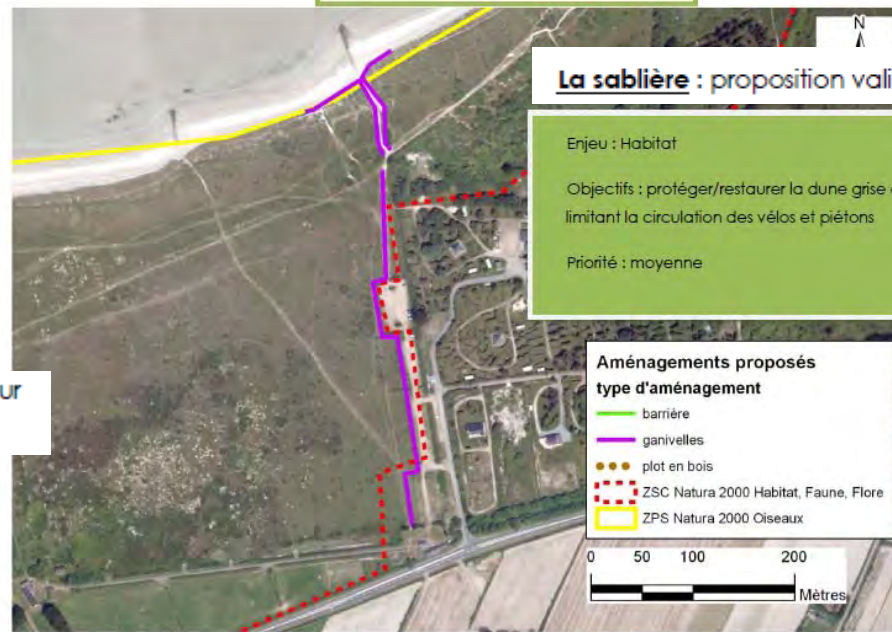 N
La sablière : proposition vali
Enjeu : Habitat
Objectifs : protéger/restaurer la dune grise
limitant la circulation des vélos et piétons
Priorité : moyenne
ur
Aménagements proposés
type d'aménagement
barrière
ganivelles
plot en bois
ZSC Natura 2000 Habitat, Faune, Flore
ZPS Natura 2000 Oiseaux
0 50 100 200
Mètres